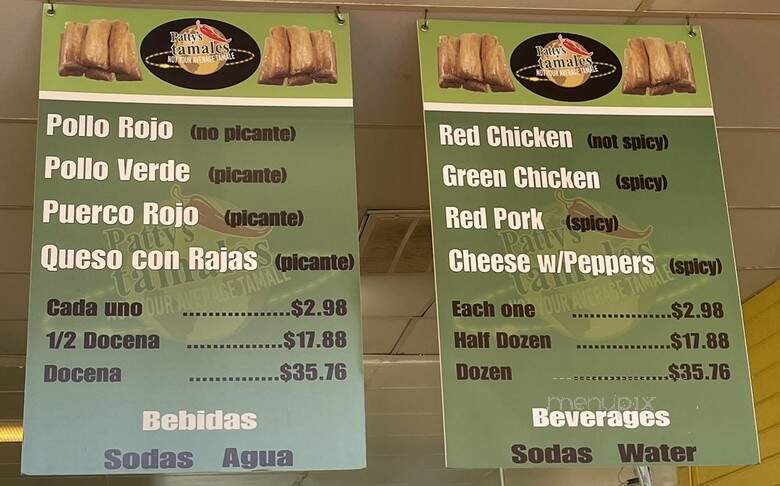 Patty's
tamales
NOT YOUR AVERAGE TAMALE
Pollo Rojo (no picante)
Pollo Verde (picante)
Puerco Rojo (picante)
Queso con Rajas (picante)
Cada uno ..................$2.98
1/2 Docena ...............$17.88
Docena ...............$35.76
Bebidas
Sodas Agua
Patty's
tamales
NOT YOUR AVERAGE TAMALE
Red Chicken (not spicy)
Green Chicken (spicy)
Red Pork (spicy)
Cheese w/Peppers (spicy)
Each one ..................$2.98
Half Dozen ...............$17.88
Dozen ..................$35.76
menupix
Beverages
Sodas Water